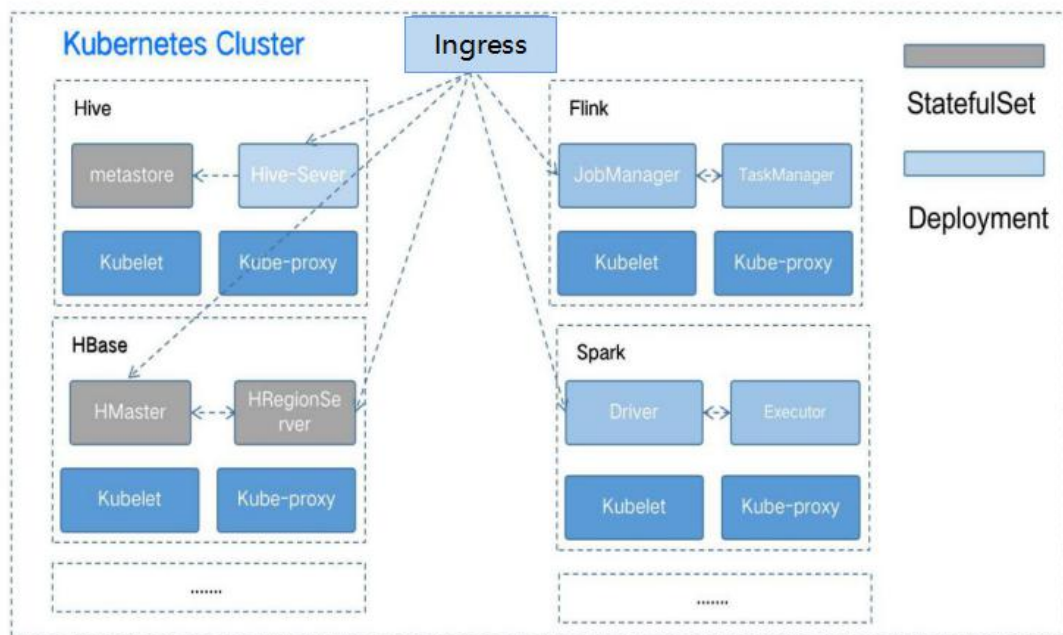 Kubernetes Cluster
Ingress
StatefulSet
Deployment
Hive
metastore
Hive-Sever
Kubelet
Kube-proxy
Flink
JobManager
TaskManager
Kubelet
Kube-proxy
HBase
HMaster
HRegionSe
rver
Kubelet
Kube-proxy
Spark
Driver
Executor
Kubelet
Kube-proxy
.......
.......